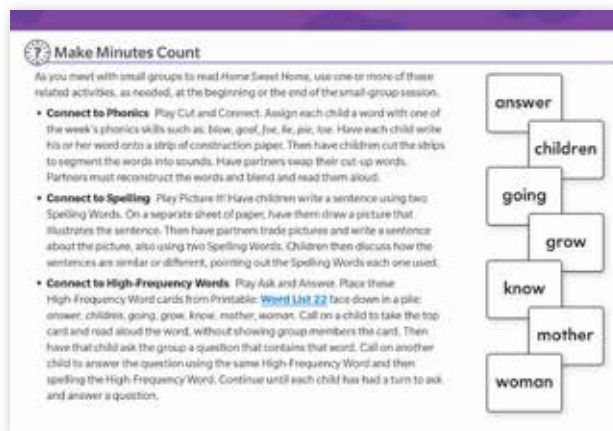 Make Minutes Count
As you meet with small groups to read Home Sweet Home, use one or more of these
related activities, as needed, at the beginning or the end of the small-group session.
• Connect to Phonics Play Cut and Connect. Assign each child a word with one of
the week's phonics skills such as: blow, goal, foe, lie, pie, toe. Have each child write
his or her word onto a strip of construction paper. Then have children cut the strips
to segment the words into sounds. Have partners swap their cut-up words.
Partners must reconstruct the words and blend and read them aloud.
• Connect to Spelling Play Picture It! Have children write a sentence using two
Spelling Words. On a separate sheet of paper, have them draw a picture that
illustrates the sentence. Then have partners trade pictures and write a sentence
about the picture, also using two Spelling Words. Children then discuss how the
sentences are similar or different, pointing out the Spelling Words each one used.
• Connect to High-Frequency Words Play Ask and Answer. Place these
High-Frequency Word cards from Printable: Word List 22 face down in a pile:
answer, children, going, grow, know, mother, woman. Call on a child to take the top
card and read aloud the word, without showing group members the card. Then
have that child ask the group a question that contains that word. Call on another
child to answer the question using the same High-Frequency Word and then
spelling the High-Frequency Word. Continue until each child has had a turn to ask
and answer a question.
answer
children
going
grow
know
mother
woman